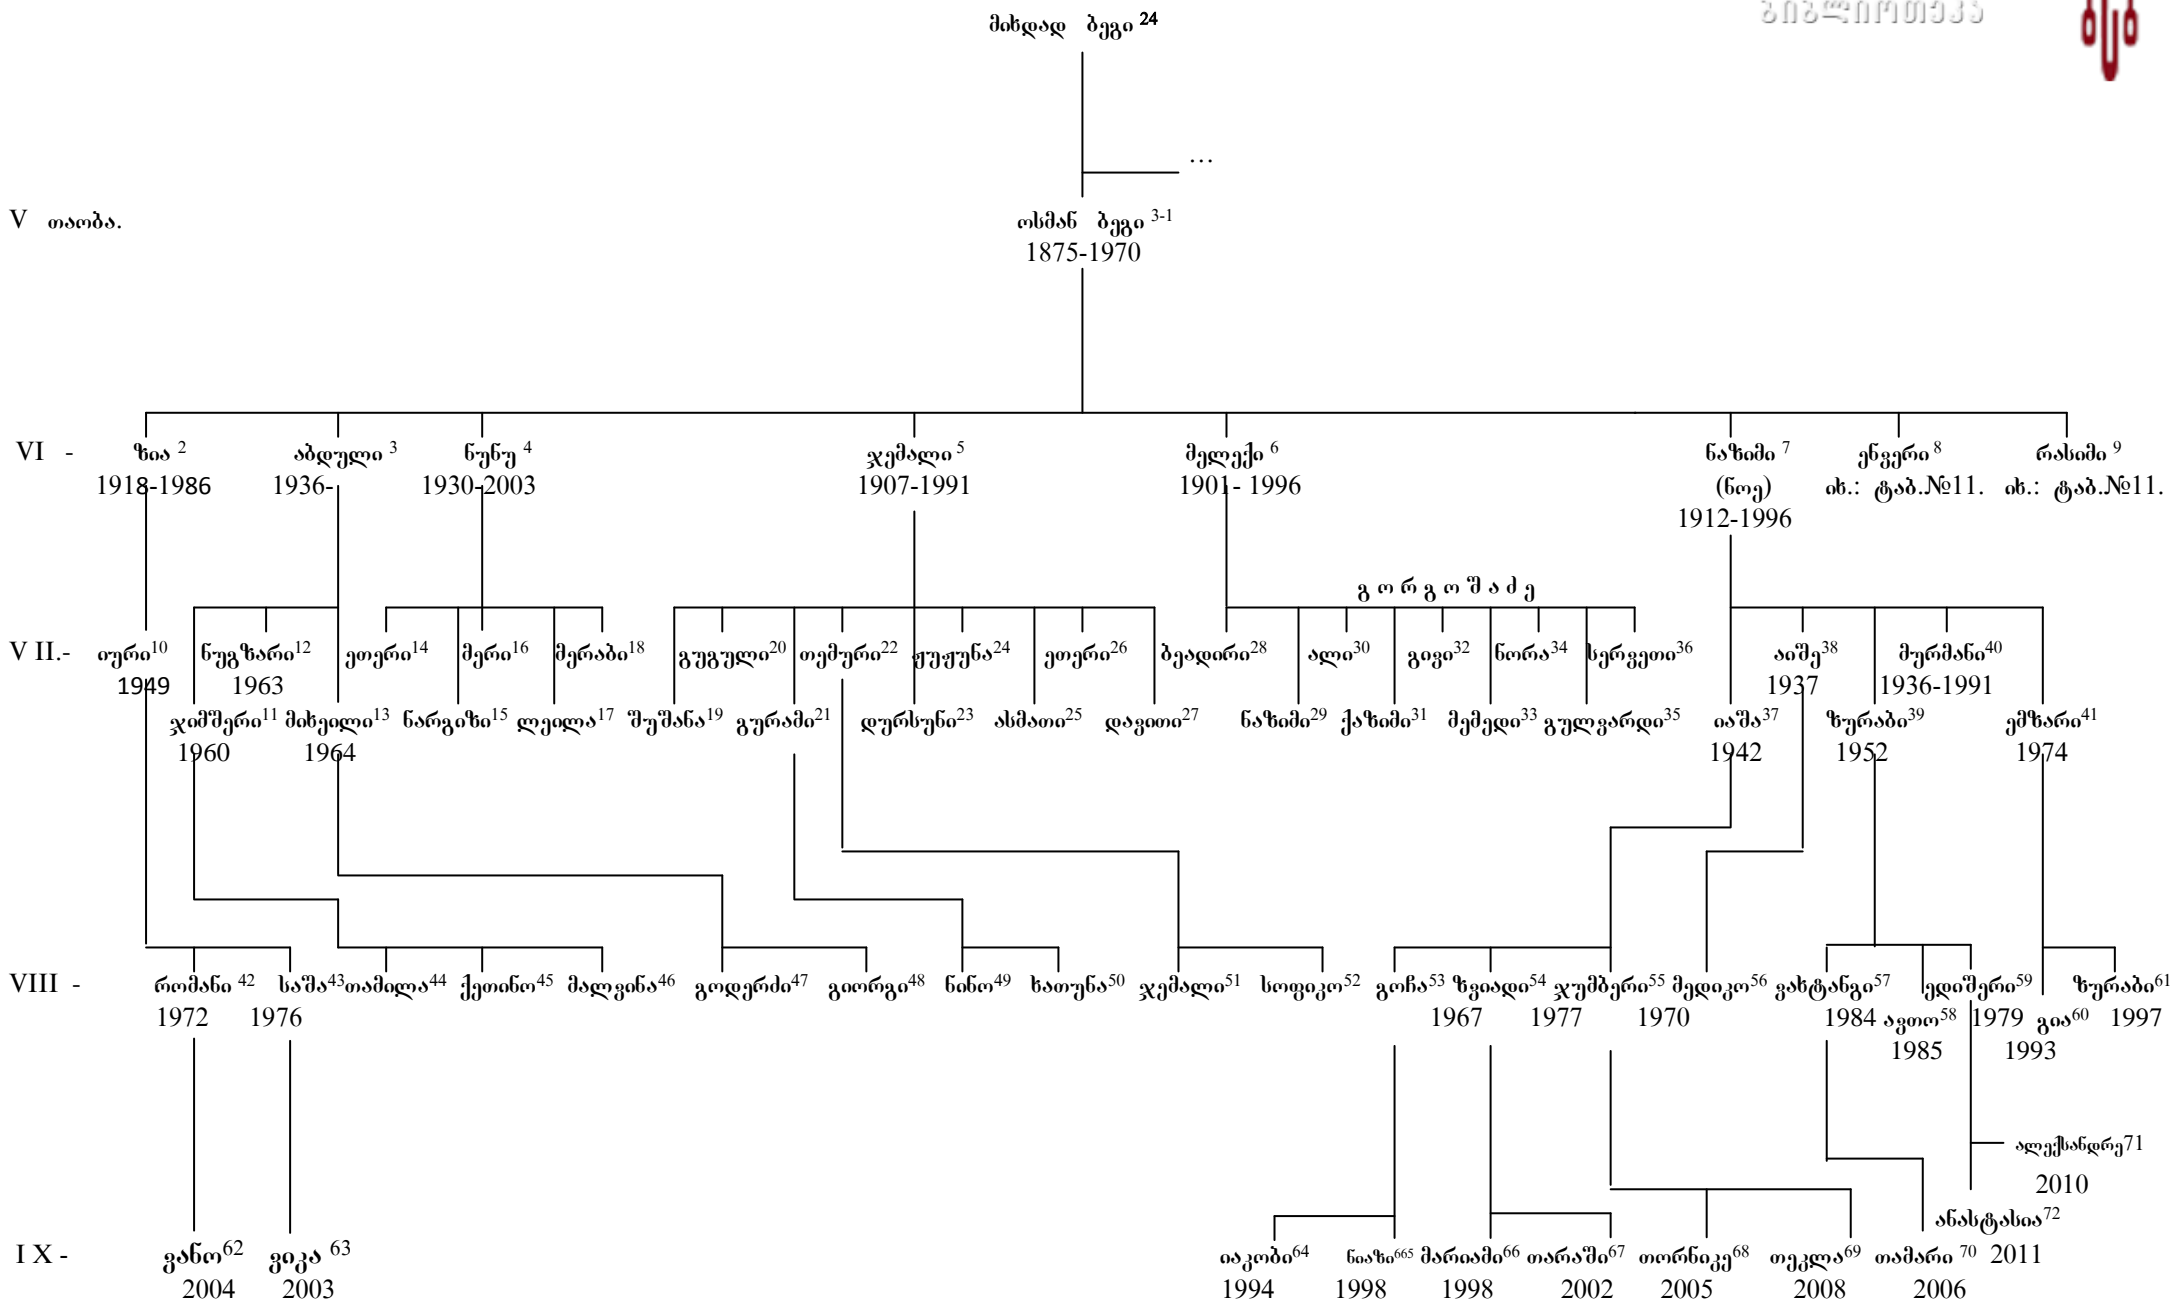 ბიბლიოთეკა
მიხდად ბეგი 24
...
V თაობა.
ოსმან ბეგი 3-1
1875-1970
VI - ზია 2 აბდული 3 ნუნუ 4 ჯემალი 5 მელექი 6 ნაზიმი 7 ენვერი 8 რასიმი 9
1918-1986 1936- 1930-2003 1907-1991 1901- 1996 (ნოე) იხ.: ტაბ.№11. იხ.: ტაბ.№11.
1912-1996
გ ო რ გ ო შ ა ძ ე
V II.- იური10 ნუგზარი12 ეთერი14 მერი16 მერაბი18 გუგული20 თემური22 ჟუჟუნა24 ეთერი26 ბეადირი28 ალი30 გივი32 ნორა34 სერვეთი36 აიშე38 მურმანი40
1949 1963 1937 1936-1991
ჯიმშერი11 მიხეილი13 ნარგიზი15 ლეილა17 შუშანა19 გურამი21 დურსუნი23 ასმათი25 დავითი27 ნაზიმი29 ქაზიმი31 მემედი33 გულვარდი35 იაშა37 ზურაბი39 ემზარი41
1960 1964 1942 1952 1974
VIII - რომანი 42 საშა43 თამილა44 ქეთინო45 მალვინა46 გოდერძი47 გიორგი48 ნინო49 ხათუნა50 ჯემალი51 სოფიკო52 გოჩა53 ზვიადი54 ჯუმბერი55 მედიკო56 ვახტანგი57 ედიშერი59 ზურაბი61
1972 1976 1967 1977 1970 1984 ავთო58 1979 გია60 1997
1985 1993
ალექსანდრე71
2010
ანასტასია72
I X - ვანო62 ვიკა 63 იაკობი64 ნიაზი665 მარიამი66 თარაში67 თორნიკე68 თეკლა69 თამარი 70 2011
2004 2003 1994 1998 1998 2002 2005 2008 2006